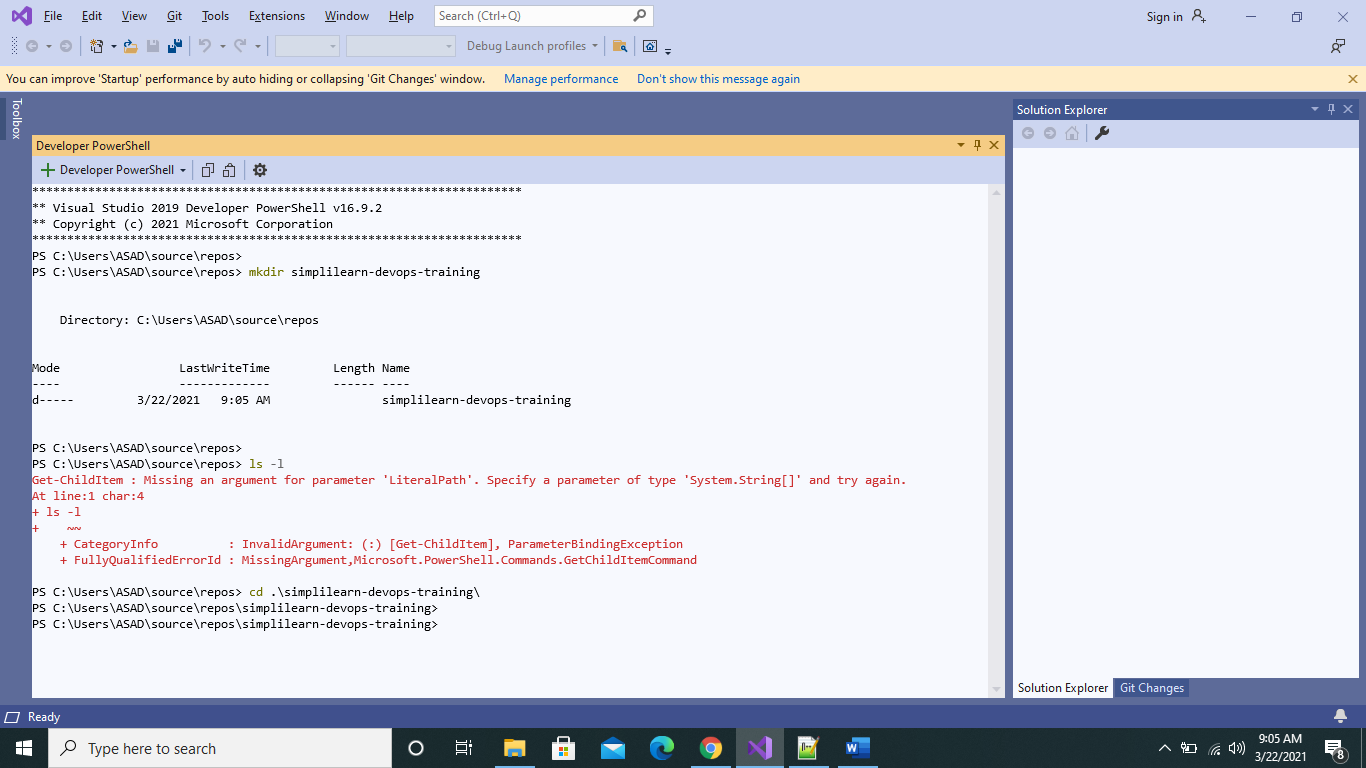 File Edit View Git Tools Extensions Window Help Search (Ctrl+Q) Sign in
Debug Launch profiles
You can improve 'Startup' performance by auto hiding or collapsing 'Git Changes' window. Manage performance Don't show this message again
Toolbox
Solution Explorer
Developer PowerShell
Developer PowerShell
**********************************************************************
** Visual Studio 2019 Developer PowerShell v16.9.2
** Copyright (c) 2021 Microsoft Corporation
**********************************************************************
PS C:\Users\ASAD\source\repos>
PS C:\Users\ASAD\source\repos> mkdir simplilearn-devops-training
Directory: C:\Users\ASAD\source\repos
Mode LastWriteTime Length Name
---- ------------- ------ ----
d----- 3/22/2021 9:05 AM simplilearn-devops-training
PS C:\Users\ASAD\source\repos>
PS C:\Users\ASAD\source\repos> ls -l
Get-ChildItem : Missing an argument for parameter 'LiteralPath'. Specify a parameter of type 'System.String[]' and try again.
At line:1 char:4
+ ls -l
+ ~~
+ CategoryInfo : InvalidArgument: (:) [Get-ChildItem], ParameterBindingException
+ FullyQualifiedErrorId : MissingArgument,Microsoft.PowerShell.Commands.GetChildItemCommand
PS C:\Users\ASAD\source\repos> cd .\simplilearn-devops-training\
PS C:\Users\ASAD\source\repos\simplilearn-devops-training>
PS C:\Users\ASAD\source\repos\simplilearn-devops-training>
Solution Explorer Git Changes
Ready
Type here to search
9:05 AM
3/22/2021
8